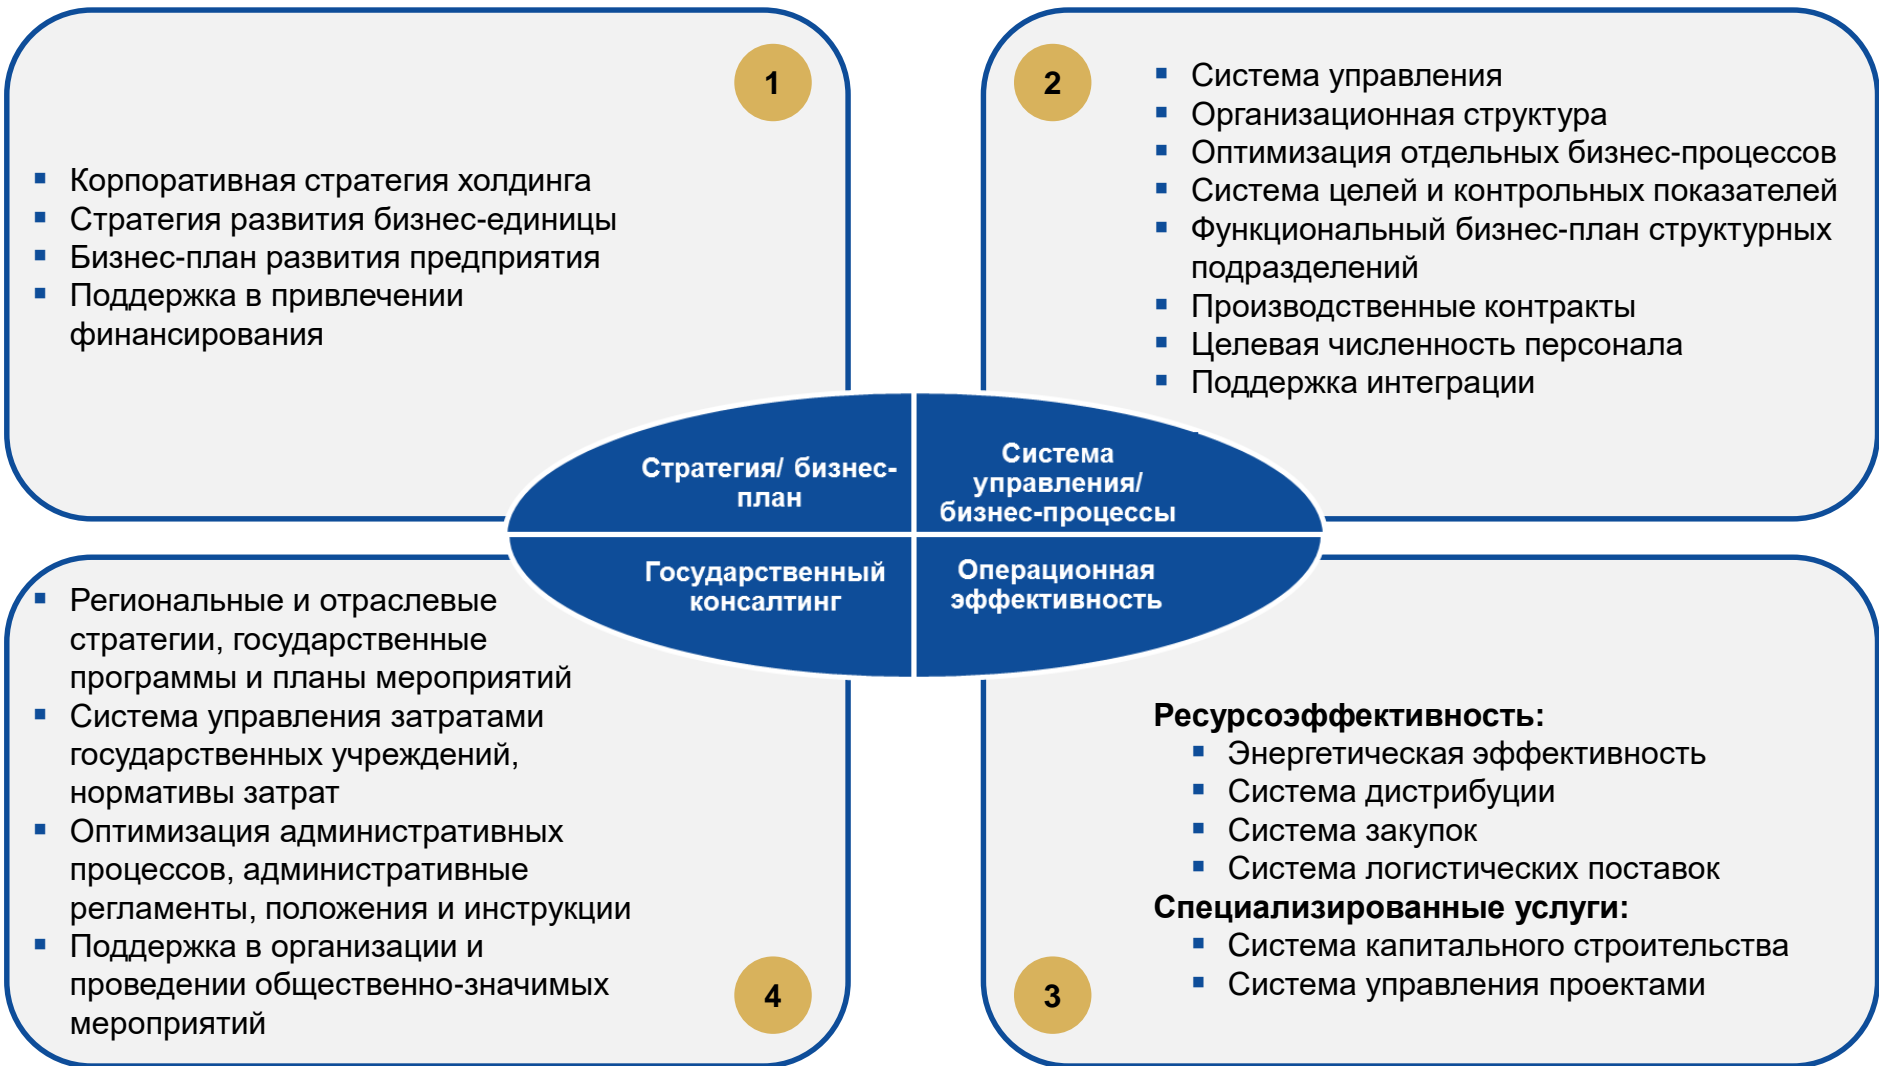 1
Корпоративная стратегия холдинга
Стратегия развития бизнес-единицы
Бизнес-план развития предприятия
Поддержка в привлечении
финансирования
2
Система управления
Организационная структура
Оптимизация отдельных бизнес-процессов
Система целей и контрольных показателей
Функциональный бизнес-план структурных
подразделений
Производственные контракты
Целевая численность персонала
Поддержка интеграции
Стратегия/ бизнес-
план
Система
управления/
бизнес-процессы
Государственный
консалтинг
Операционная
эффективность
Региональные и отраслевые
стратегии, государственные
программы и планы мероприятий
Система управления затратами
государственных учреждений,
нормативы затрат
Оптимизация административных
процессов, административные
регламенты, положения и инструкции
Поддержка в организации и
проведении общественно-значимых
мероприятий
4
Ресурсоэффективность:
Энергетическая эффективность
Система дистрибуции
Система закупок
Система логистических поставок
Специализированные услуги:
Система капитального строительства
Система управления проектами
3